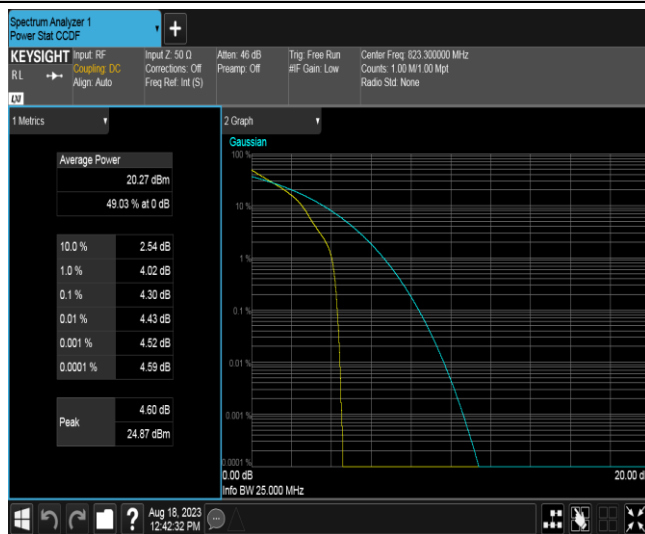 Spectrum Analyzer 1
Power Stat CCDF
+
KEYSIGHT Input: RF Input Z: 50 Ω Atten: 46 dB Trig: Free Run Center Freq: 823.300000 MHz
RL Coupling: DC Corrections: Off Preamp: Off #IF Gain: Low Counts: 1.00 M/1.00 Mpt
Align: Auto Freq Ref: Int (S) Radio Std: None
LXI
1 Metrics
Average Power
20.27 dBm
49.03 % at 0 dB
10.0 % 2.54 dB
1.0 % 4.02 dB
0.1 % 4.30 dB
0.01 % 4.43 dB
0.001 % 4.52 dB
0.0001 % 4.59 dB
Peak 4.60 dB
24.87 dBm
2 Graph
Gaussian
100 %
10 %
1 %
0.1 %
0.01 %
0.001 %
0.0001 %
0.00 dB 20.00 d
Info BW 25.000 MHz
? Aug 18, 2023
12:42:32 PM